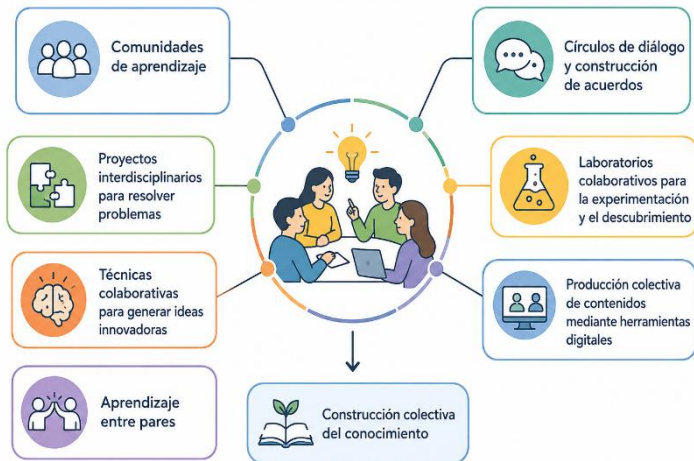 Comunidades
de aprendizaje
Círculos de diálogo
y construcción
de acuerdos
Proyectos
interdisciplinarios
para resolver
problemas
Laboratorios
colaborativos para
la experimentación
y el descubrimiento
Técnicas
colaborativas
para generar ideas
innovadoras
Producción colectiva
de contenidos
mediante herramientas
digitales
Aprendizaje
entre pares
Construcción colectiva
del conocimiento